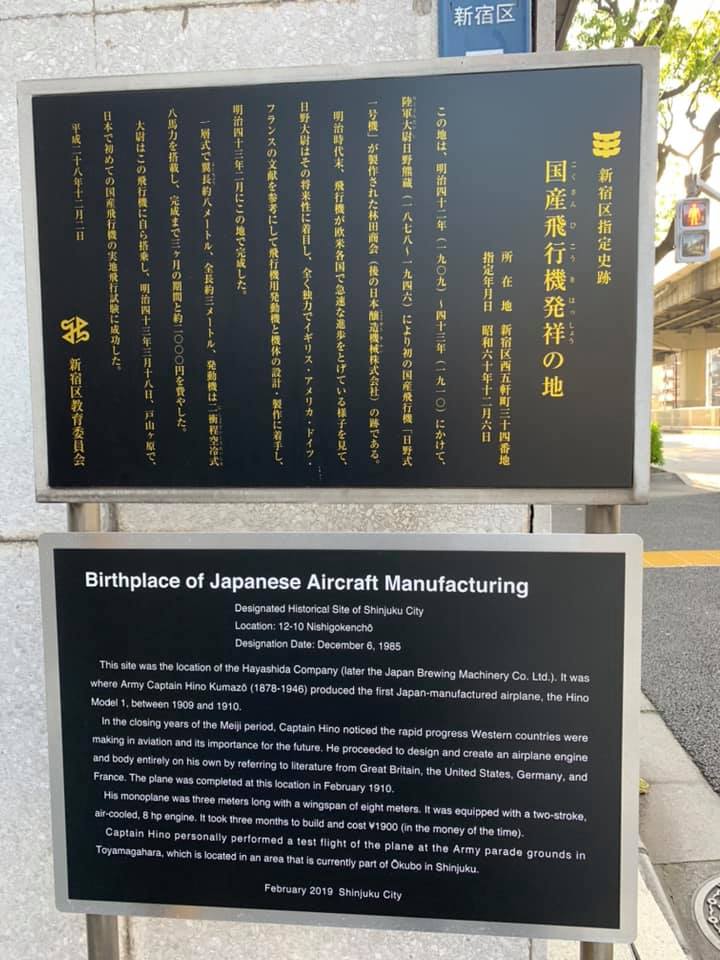 新宿区
新宿区指定史跡
こくさん ひ こう き はっしょう
国産飛行機発祥の地
所在地 新宿区西五軒町三十四番地
指定年月日 昭和六十年十二月六日
この地は、明治四十二年(一九〇九)～四十三年(一九一〇)にかけて、
陸軍大尉日野熊蔵(一八七八～一九四六)により初の国産飛行機「日野式
一号機」が製作された林田商会(後の日本醸造機械株式会社)の跡である。
明治時代末、飛行機が欧米各国で急速な進歩をとげている様子を見て、
日野大尉はその将来性に着目し、全く独力でイギリス・アメリカ・ドイツ・
フランスの文献を参考にして飛行機用発動機と機体の設計・製作に着手し、
明治四十三年二月にこの地で完成した。
一層式で翼長約八メートル、全長約三メートル、発動機は二衝程空冷式
八馬力を搭載し、完成まで三ヶ月の期間と約二〇〇〇円を費やした。
大尉はこの飛行機に自ら搭乗し、明治四十三年三月十八日、戸山ヶ原で、
日本で初めての国産飛行機の実地飛行試験に成功した。
平成二十八年十二月二日
新宿区教育委員会
Birthplace of Japanese Aircraft Manufacturing
Designated Historical Site of Shinjuku City
Location: 12-10 Nishigokenchō
Designation Date: December 6, 1985
This site was the location of the Hayashida Company (later the Japan Brewing Machinery Co. Ltd.). It was
where Army Captain Hino Kumazō (1878-1946) produced the first Japan-manufactured airplane, the Hino
Model 1, between 1909 and 1910.
In the closing years of the Meiji period, Captain Hino noticed the rapid progress Western countries were
making in aviation and its importance for the future. He proceeded to design and create an airplane engine
and body entirely on his own by referring to literature from Great Britain, the United States, Germany, and
France. The plane was completed at this location in February 1910.
His monoplane was three meters long with a wingspan of eight meters. It was equipped with a two-stroke,
air-cooled, 8 hp engine. It took three months to build and cost ¥1900 (in the money of the time).
Captain Hino personally performed a test flight of the plane at the Army parade grounds in
Toyamagahara, which is located in an area that is currently part of Ōkubo in Shinjuku.
February 2019 Shinjuku City